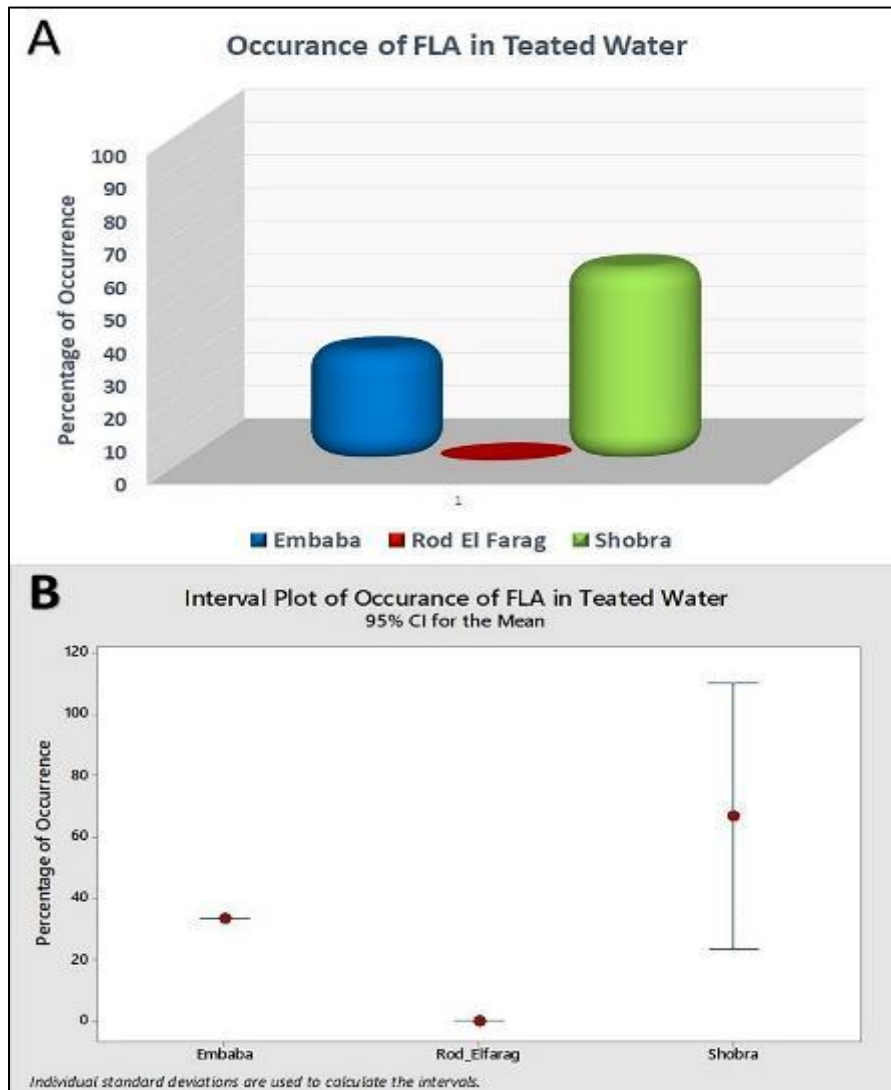 A
Occurance of FLA in Teated Water
Percentage of Occurrence
100
90
80
70
60
50
40
30
20
10
0
1
Embaba Rod El Farag Shobra
B
Interval Plot of Occurance of FLA in Teated Water
95% CI for the Mean
Percentage of Occurrence
120
100
80
60
40
20
0
Embaba Rod_Elfarag Shobra
Individual standard deviations are used to calculate the intervals.